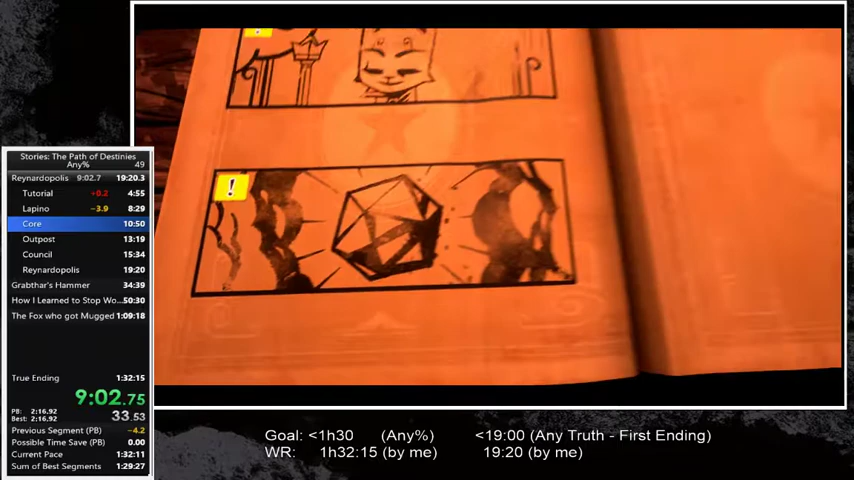 Stories: The Path of Destinies
Any% 49
Reynardopolis 9:02.7 19:20.3
Tutorial +0.2 4:55
Lapino -3.9 8:29
Core 10:50
Outpost 13:19
Council 15:34
Reynardopolis 19:20
Grabthar's Hammer 34:39
How I Learned to Stop Wo... 50:30
The Fox who got Mugged 1:09:18
True Ending 1:32:15
9:02.75
PB: 2:16.92
Best: 2:16.92
33.53
Previous Segment (PB) -4.2
Possible Time Save (PB) 0.00
Current Pace 1:32:11
Sum of Best Segments 1:29:27
!
!
Goal: <1h30 (Any%) <19:00 (Any Truth - First Ending)
WR: 1h32:15 (by me) 19:20 (by me)